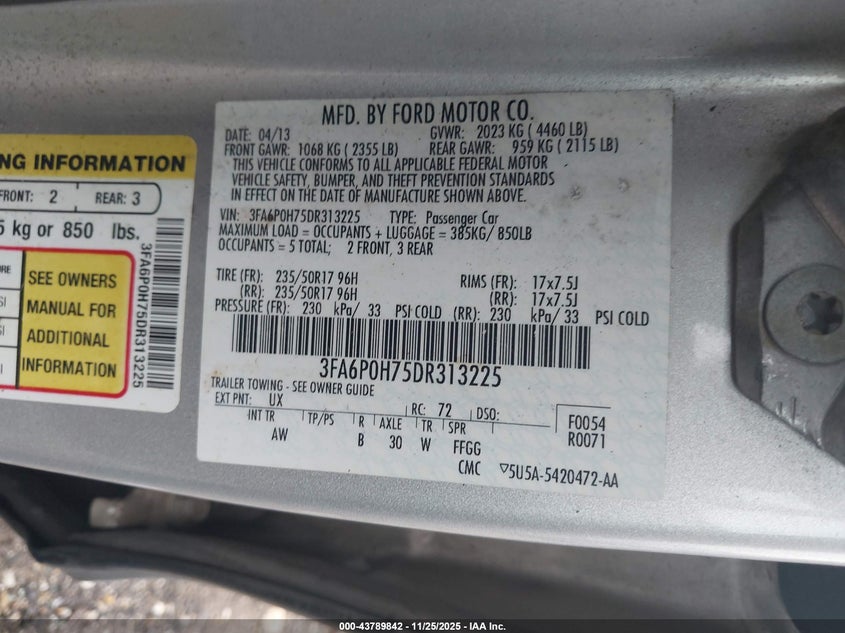 MFD. BY FORD MOTOR CO.
DATE: 04/13 GVWR: 2023 KG ( 4460 LB)
FRONT GAWR: 1068 KG ( 2355 LB) REAR GAWR: 959 KG ( 2115 LB)
THIS VEHICLE CONFORMS TO ALL APPLICABLE FEDERAL MOTOR
VEHICLE SAFETY, BUMPER, AND THEFT PREVENTION STANDARDS
IN EFFECT ON THE DATE OF MANUFACTURE SHOWN ABOVE.
VIN: 3FA6P0H75DR313225 TYPE: Passenger Car
MAXIMUM LOAD = OCCUPANTS + LUGGAGE = 385KG/ 850LB
OCCUPANTS = 5 TOTAL; 2 FRONT, 3 REAR
TIRE (FR): 235/50R17 96H RIMS (FR): 17x7.5J
(RR): 235/50R17 96H (RR): 17x7.5J
PRESSURE (FR): 230 kPa/ 33 PSI COLD (RR): 230 kPa/ 33 PSI COLD
3FA6P0H75DR313225
TRAILER TOWING - SEE OWNER GUIDE
EXT PNT: UX RC: 72 DSO:
INT TR TP/PS R AXLE TR SPR F0054
AW B 30 W FFGG R0071
CMC 5U5A-5420472-AA
NG INFORMATION
FRONT: 2 REAR: 3
5 kg or 850 lbs.
SEE OWNERS
MANUAL FOR
ADDITIONAL
INFORMATION
3FA6P0H75DR313225
000-43789842 - 11/25/2025 - IAA Inc.